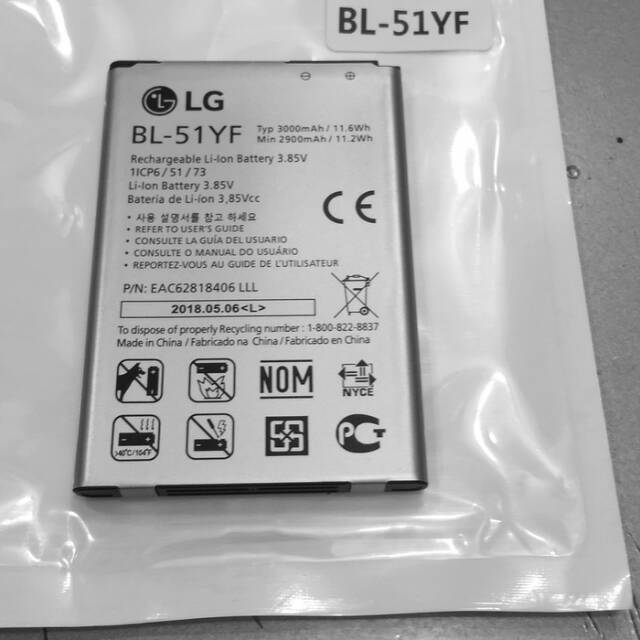 BL-51YF
LG
BL-51YF
Typ 3000mAh / 11.6Wh
Min 2900mAh / 11.2Wh
Rechargeable Li-Ion Battery 3.85V
1ICP6 / 51 / 73
Li-Ion Battery 3.85V
Bateria de Li-ion 3,85Vcc
• 사용 설명서를 참고 하세요
• REFER TO USER'S GUIDE
• CONSULTE LA GUÍA DEL USUARIO
• CONSULTE O MANUAL DO USUÁRIO
• REPORTEZ-VOUS AU GUIDE DE L'UTILISATEUR
CE
P/N: EAC62818406 LLL
2018.05.06<L>
To dispose of properly Recycling number : 1-800-822-8837
Made in China / Fabricado na China / Fabricado en China
NOM
NYCE
>40°C/104°F
PCT